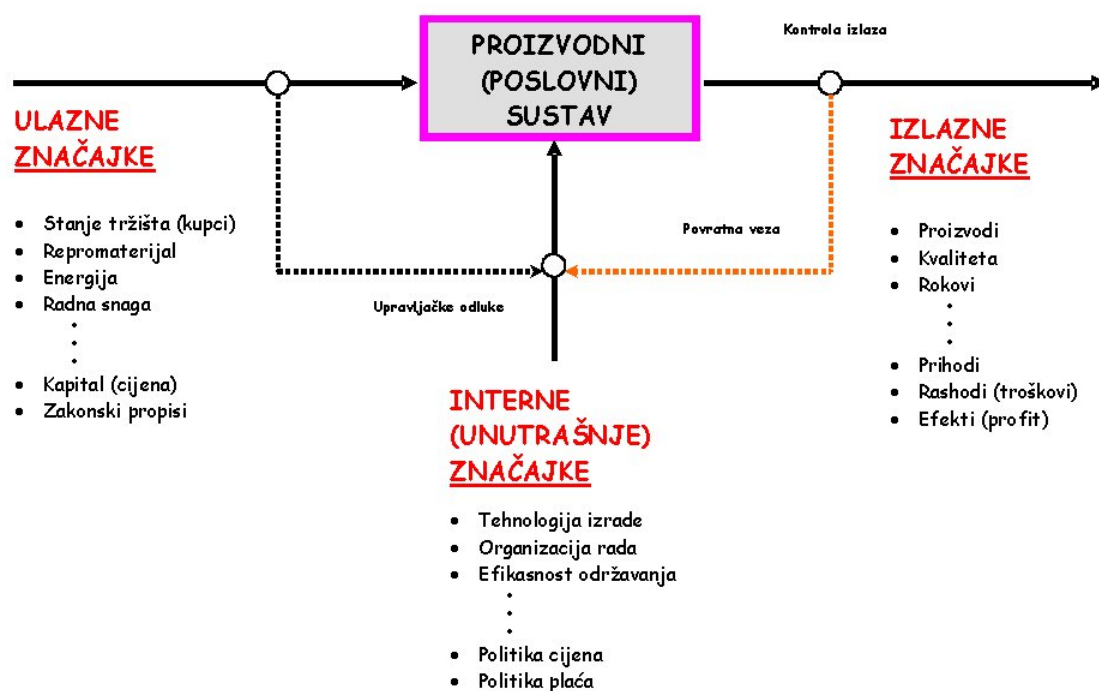 PROIZVODNI
(POSLOVNI)
SUSTAV
Kontrola izlaza
ULAZNE
ZNAČAJKE
• Stanje tržišta (kupci)
• Repromaterijal
• Energija
• Radna snaga
•
•
•
• Kapital (cijena)
• Zakonski propisi
Povratna veza
Upravljačke odluke
IZLAZNE
ZNAČAJKE
• Proizvodi
• Kvaliteta
• Rokovi
•
•
•
• Prihodi
• Rashodi (troškovi)
• Efekti (profit)
INTERNE
(UNUTRAŠNJE)
ZNAČAJKE
• Tehnologija izrade
• Organizacija rada
• Efikasnost održavanja
•
•
•
• Politika cijena
• Politika plaća